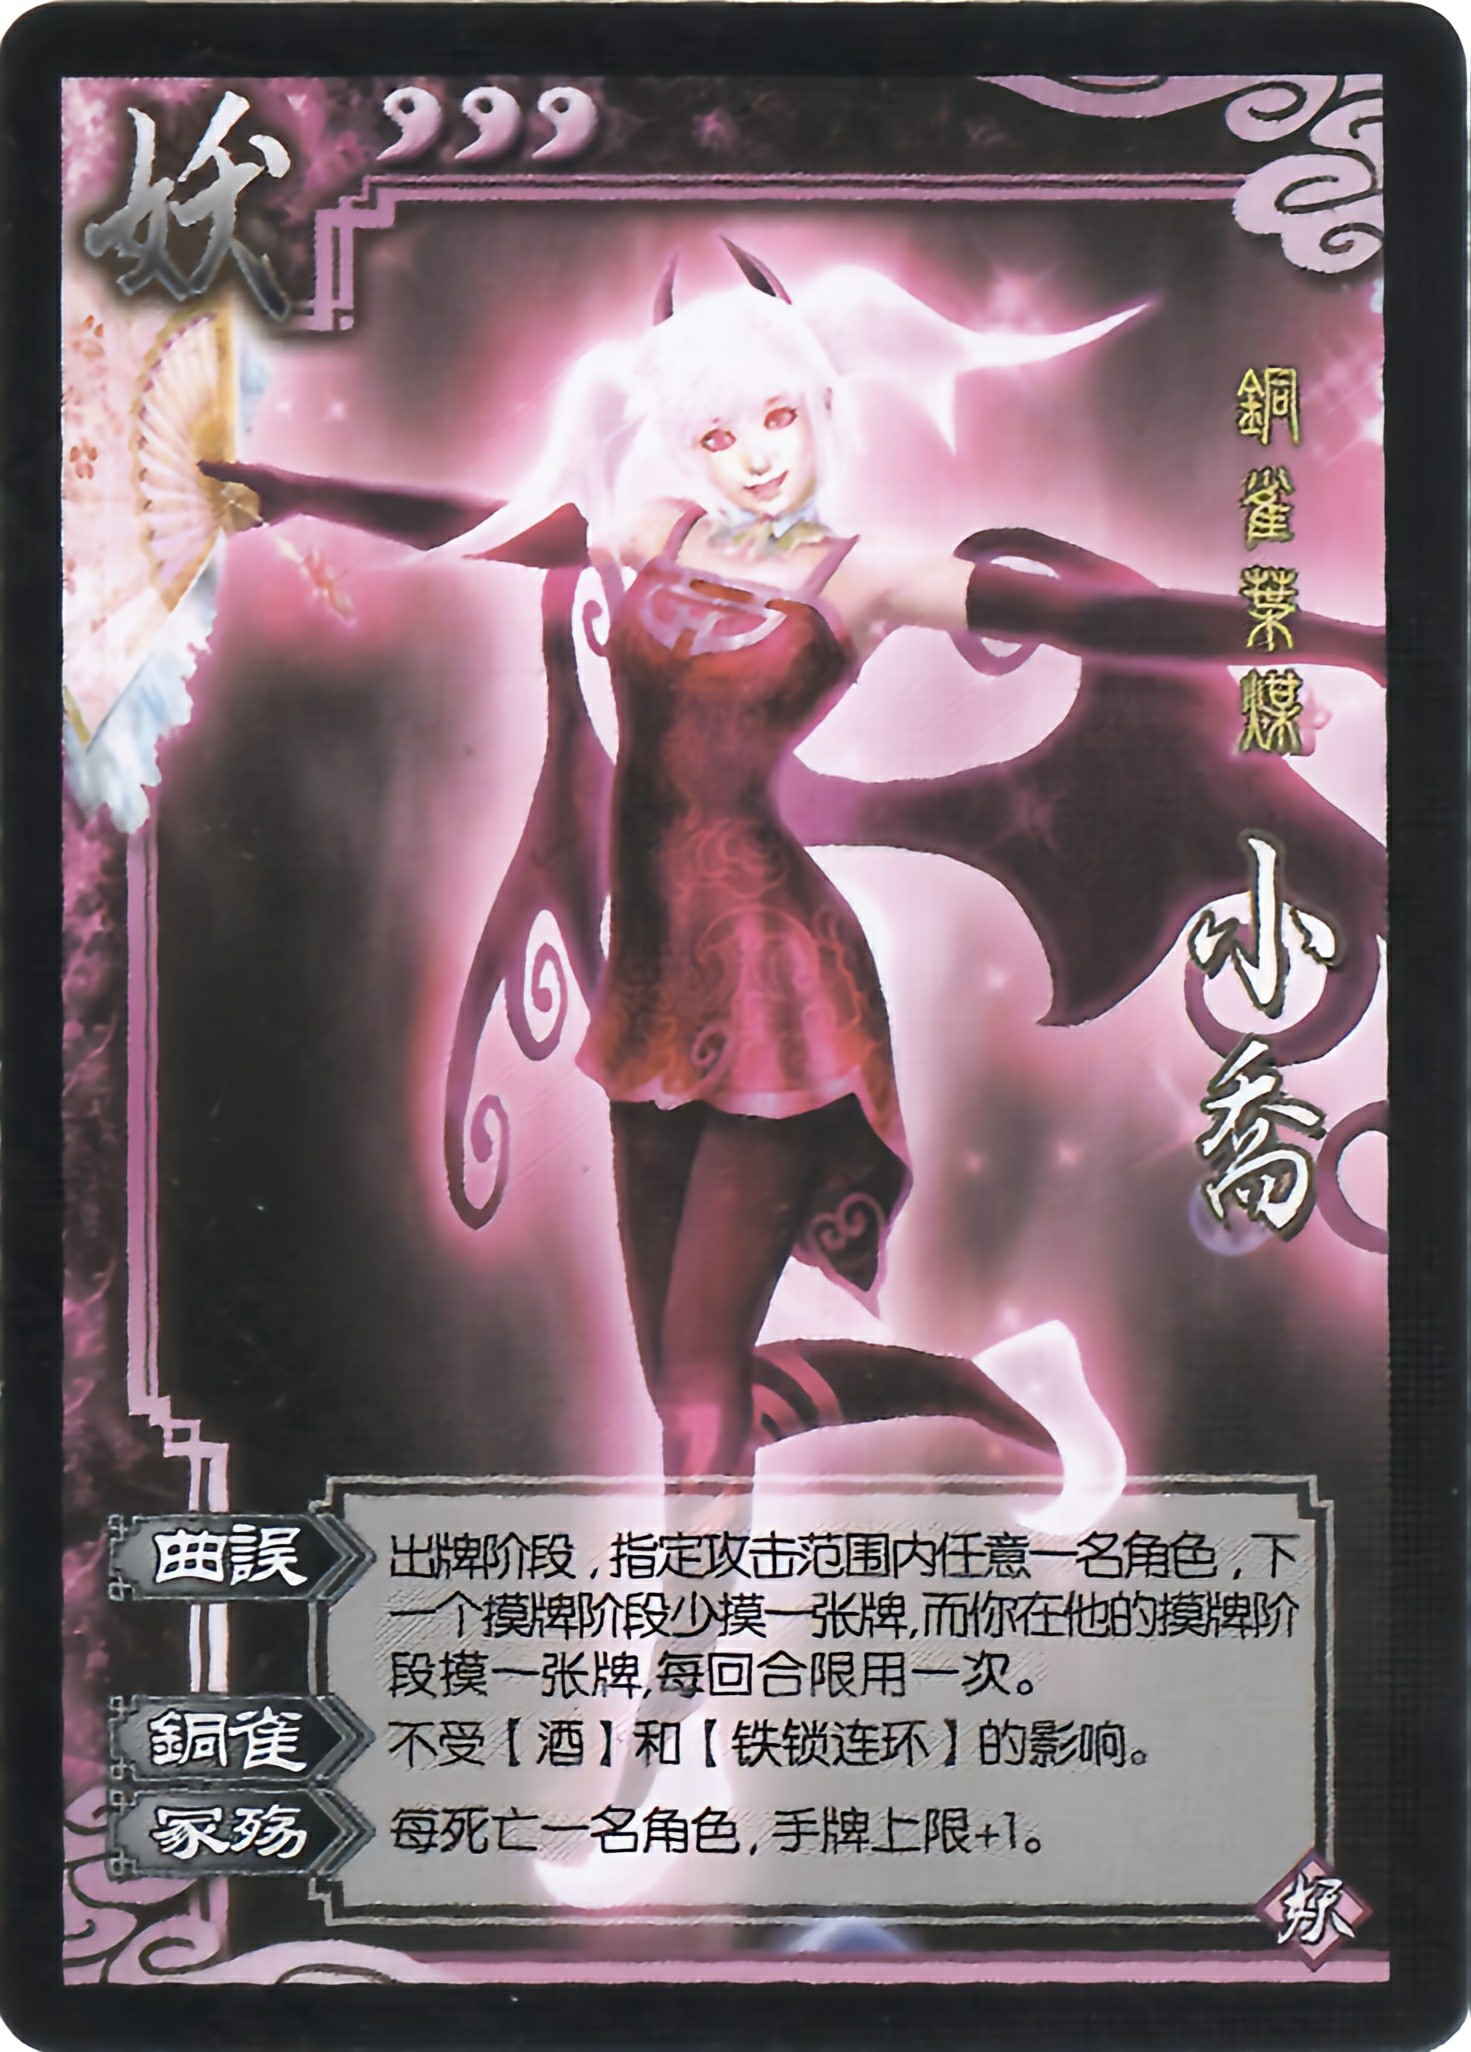 妖
銅雀葉媒
小喬
曲誤
出牌阶段,指定攻击范围内任意一名角色,下
一个摸牌阶段少摸一张牌,而你在他的摸牌阶
段摸一张牌,每回合限用一次。
銅雀
不受【酒】和【铁锁连环】的影响。
冢殇
每死亡一名角色,手牌上限+1。